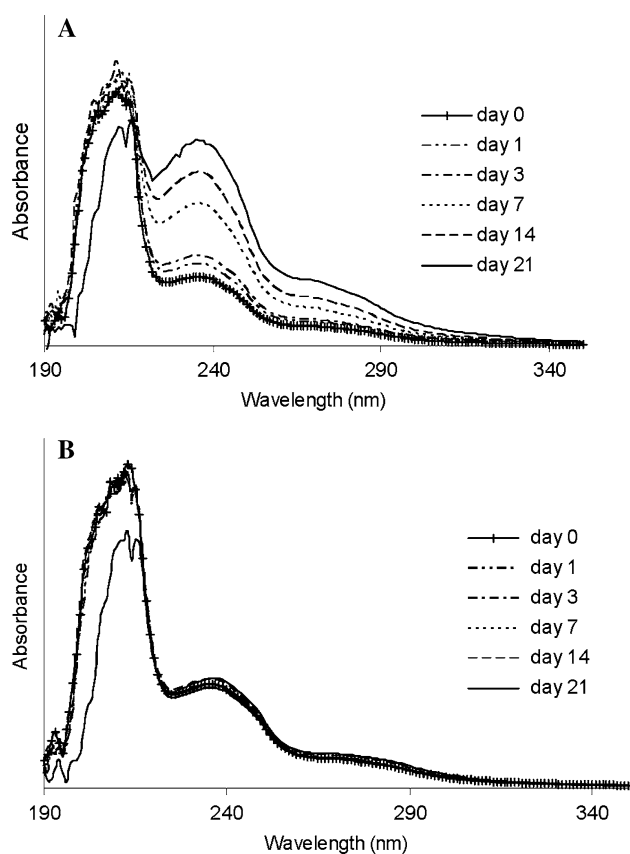 A
Absorbance
day 0
day 1
day 3
day 7
day 14
day 21
190 240 290 340
Wavelength (nm)
B
Absorbance
day 0
day 1
day 3
day 7
day 14
day 21
190 240 290 340
Wavelength (nm)